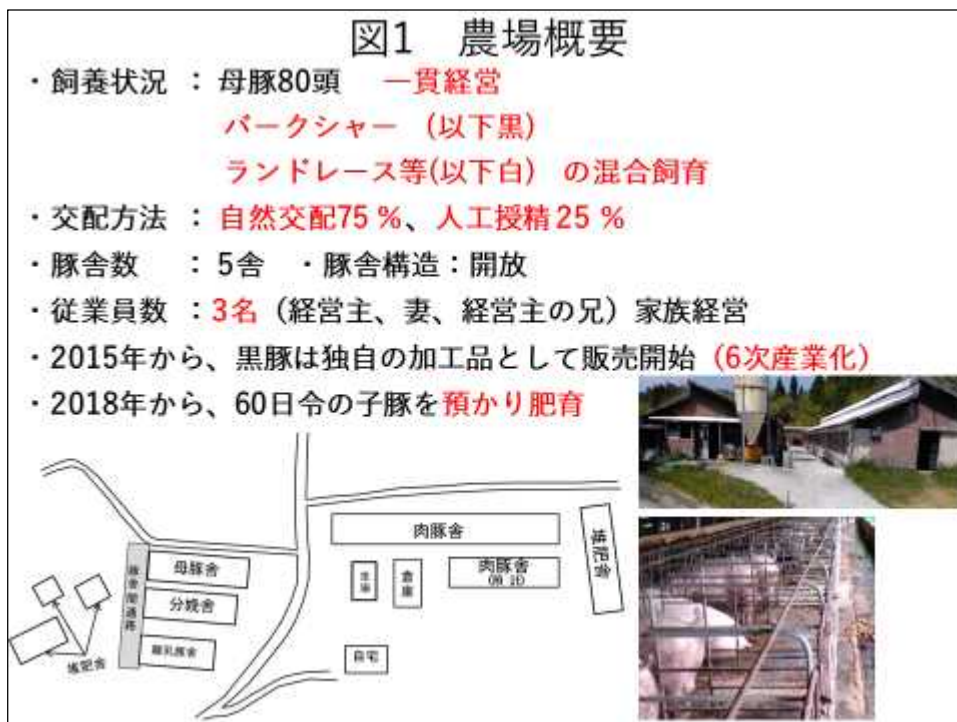 図1　農場概要
・飼養状況 ： 母豚80頭　一貫経営
バークシャー （以下黒）
ランドレース等(以下白)　の混合飼育
・交配方法 ： 自然交配75 %、人工授精 25 %
・豚舎数　 ： 5舎　・豚舎構造：開放
・従業員数 ：3名（経営主、妻、経営主の兄）家族経営
・2015年から、黒豚は独自の加工品として販売開始（6次産業化）
・2018年から、60日令の子豚を預かり肥育
肉豚舎
堆肥舎
母豚舎
豚舎間通路
倉庫
肉豚舎
分娩舎
離乳豚舎
堆肥舎
自宅